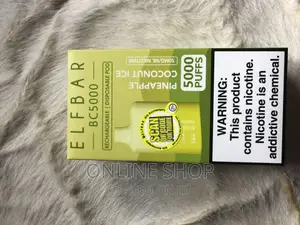 ELFBAR
BC5000
RECHARGEABLE | DISPOSABLE POD
PINEAPPLE
COCONUT ICE
50MG/ML NICOTINE
5000
PUFFS
SCAN
WARNING:
This product
contains nicotine.
Nicotine is an
addictive chemical.
ONLINE SHOP